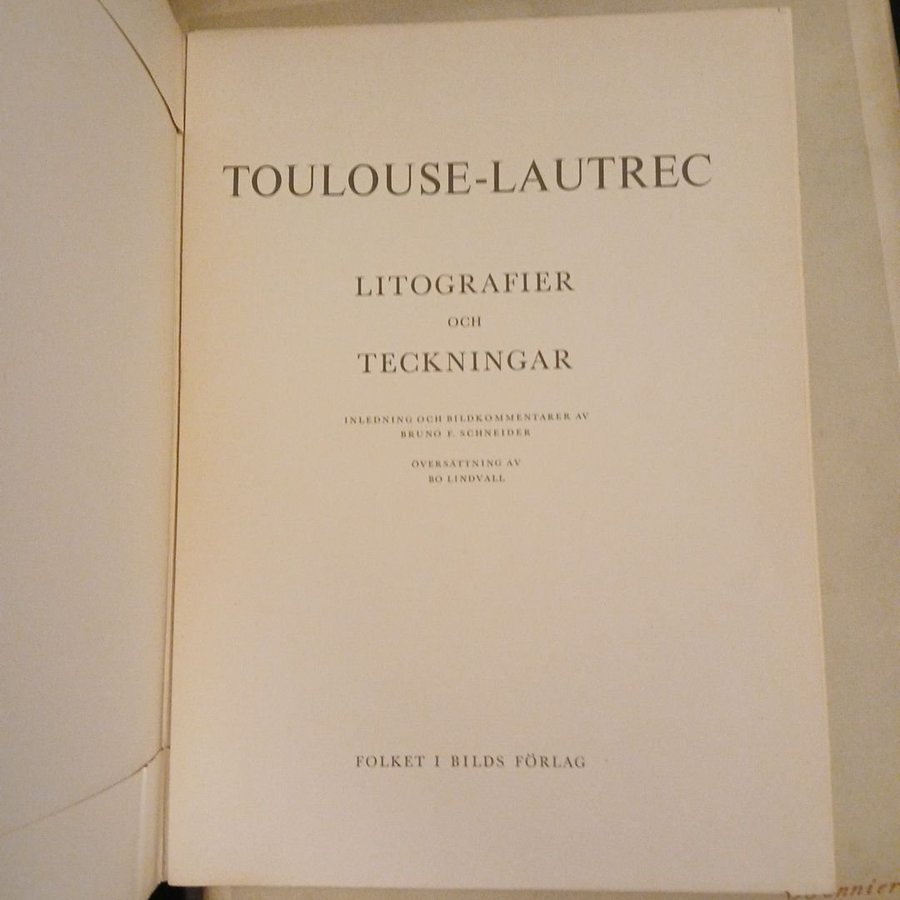 TOULOUSE-LAUTREC
LITOGRAFIER
OCH
TECKNINGAR
INLEDNING OCH BILDKOMMENTARER AV
BRUNO F. SCHNEIDER
ÖVERSÄTTNING AV
BO LINDVALL
FOLKET I BILDS FÖRLAG